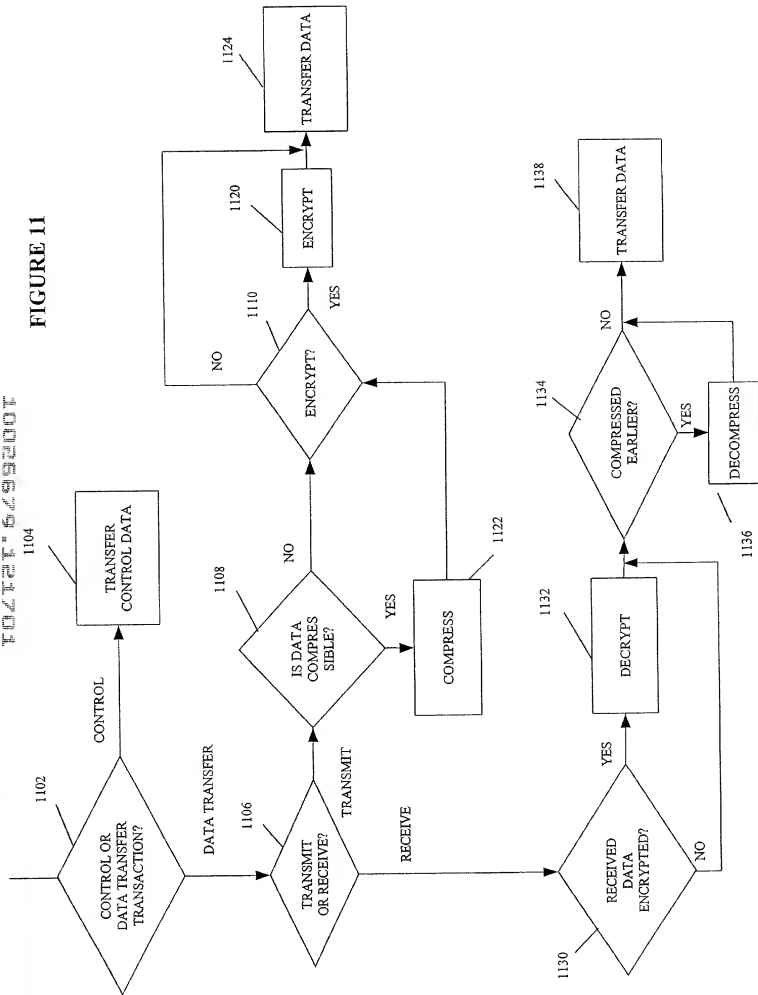 FIGURE 11
1102
CONTROL OR
DATA TRANSFER
TRANSACTION?
CONTROL
1104
TRANSFER
CONTROL DATA
DATA TRANSFER
1106
TRANSMIT
OR RECEIVE?
TRANSMIT
1108
IS DATA
COMPRES
SIBLE?
NO
YES
COMPRESS
1122
1110
ENCRYPT?
NO
YES
1120
ENCRYPT
1124
TRANSFER DATA
RECEIVE
1130
RECEIVED
DATA
ENCRYPTED?
YES
NO
1132
DECRYPT
1134
COMPRESSED
EARLIER?
NO
YES
DECOMPRESS
1136
1138
TRANSFER DATA